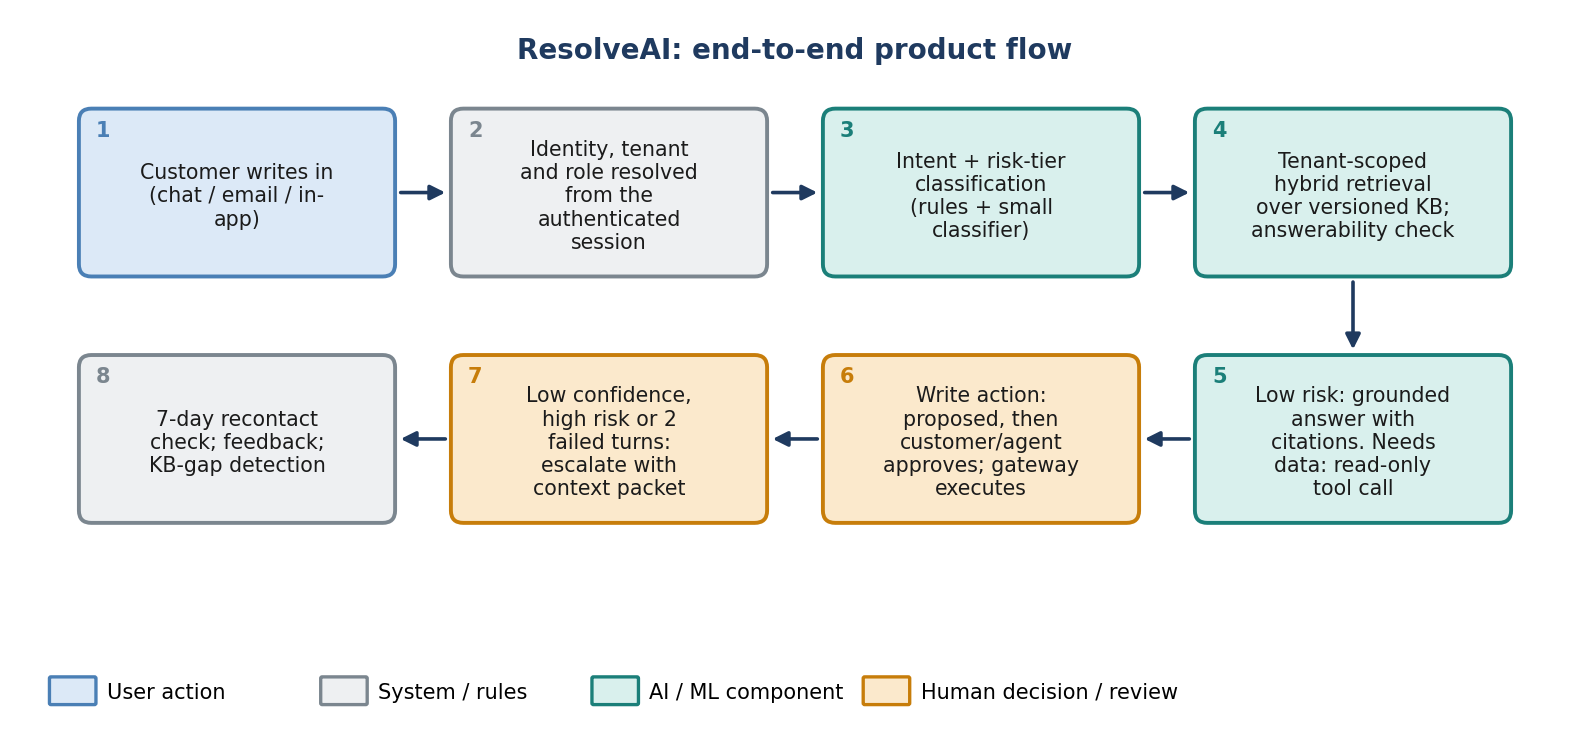 ResolveAI: end-to-end product flow
1
Customer writes in
(chat / email / in-
app)
2
Identity, tenant
and role resolved
from the
authenticated
session
3
Intent + risk-tier
classification
(rules + small
classifier)
4
Tenant-scoped
hybrid retrieval
over versioned KB;
answerability check
5
Low risk: grounded
answer with
citations. Needs
data: read-only
tool call
6
Write action:
proposed, then
customer/agent
approves; gateway
executes
7
Low confidence,
high risk or 2
failed turns:
escalate with
context packet
8
7-day recontact
check; feedback;
KB-gap detection
User action
System / rules
AI / ML component
Human decision / review